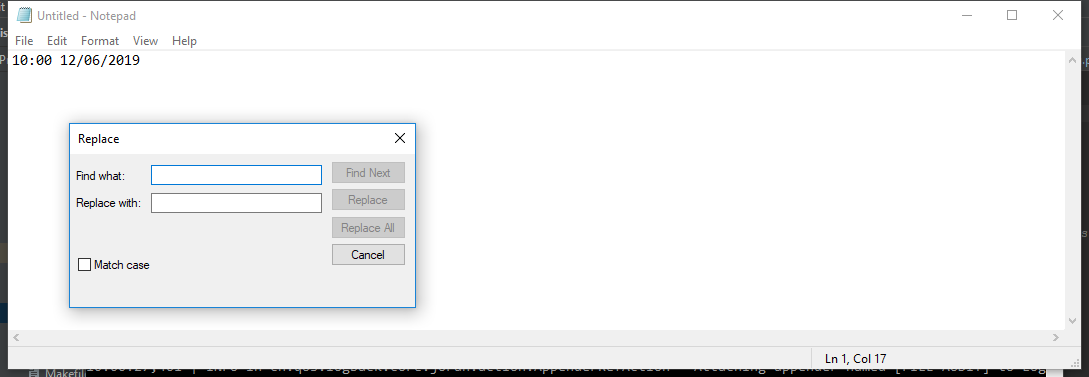 Untitled - Notepad
File Edit Format View Help
10:00 12/06/2019
Replace
Find what:
Find Next
Replace with:
Replace
Replace All
Cancel
Match case
Ln 1, Col 17